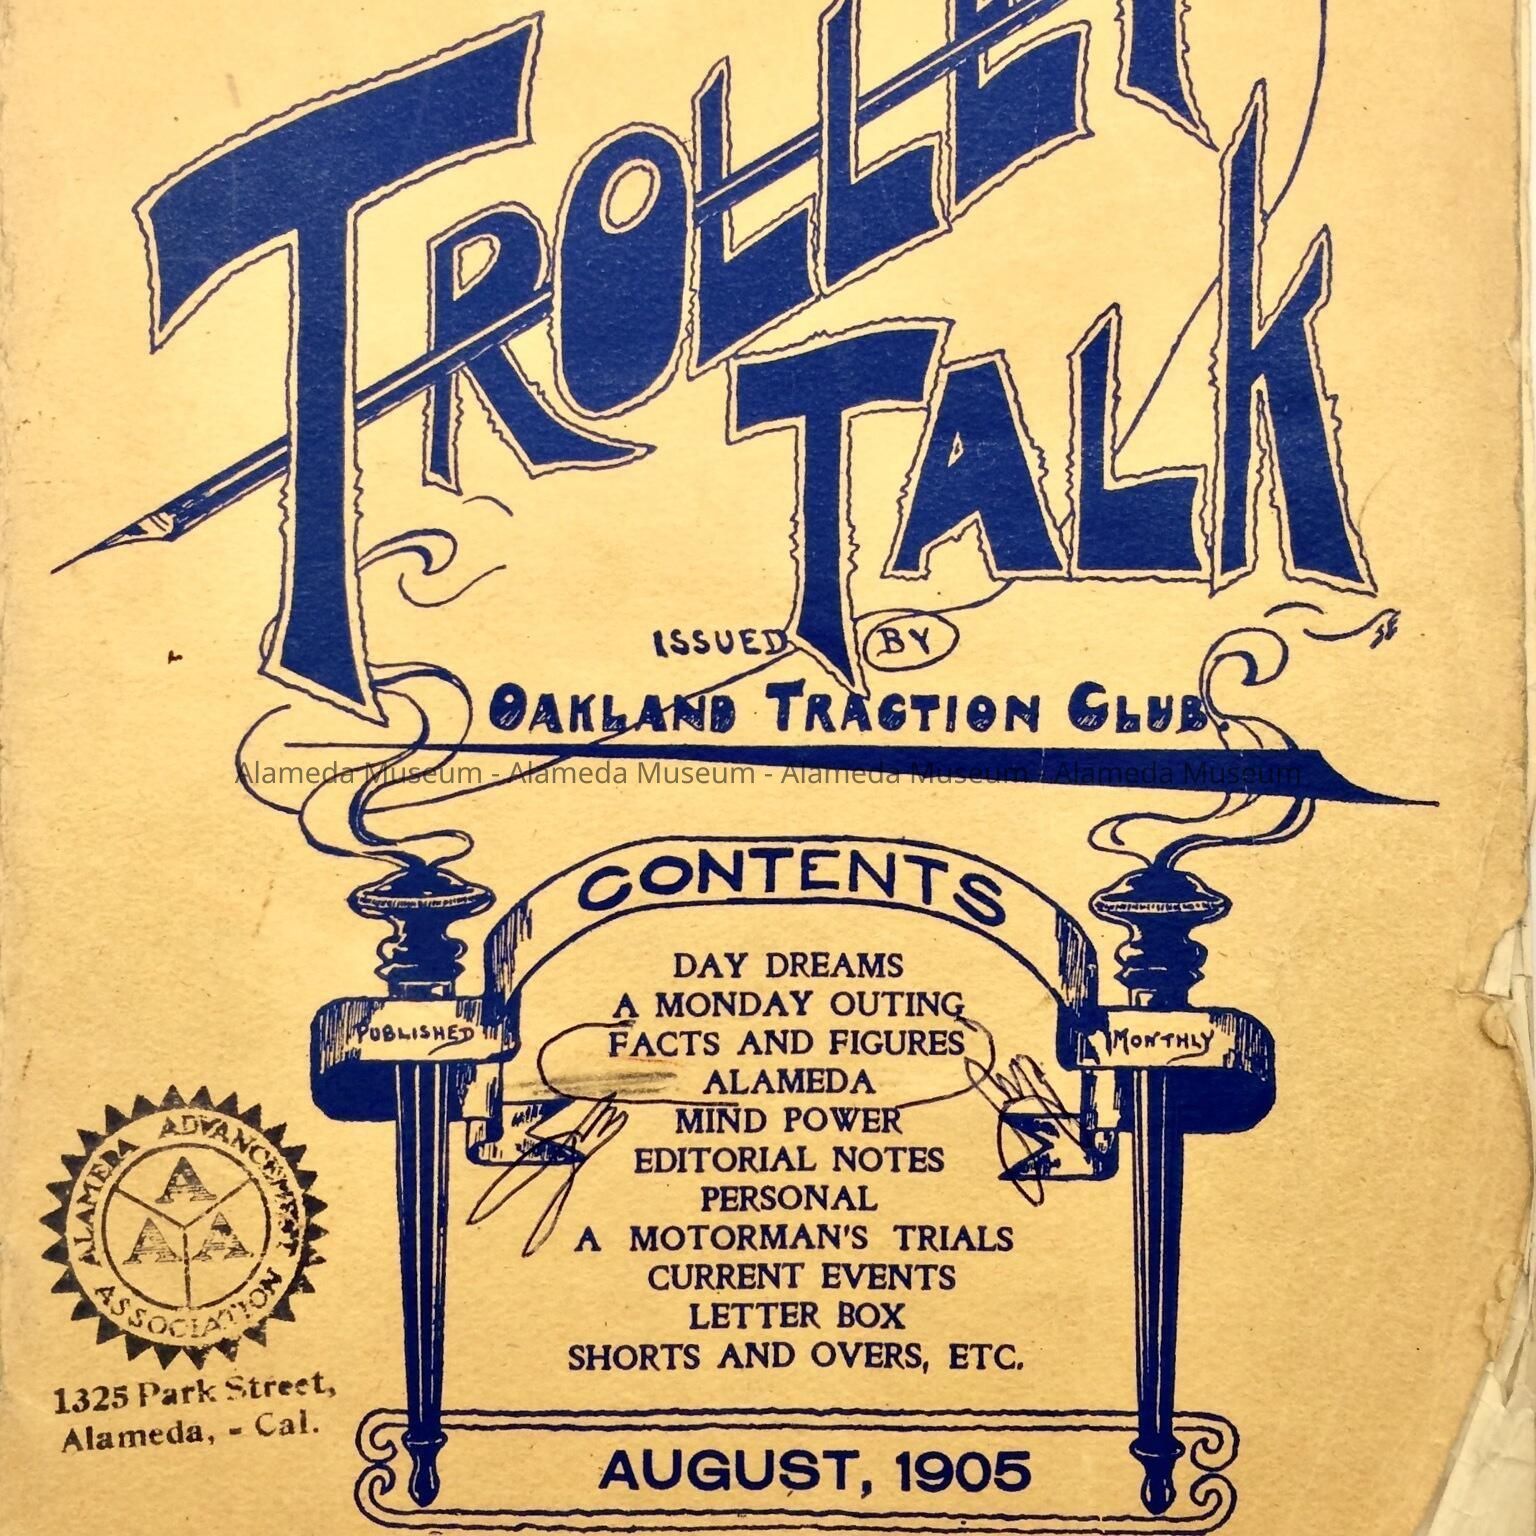 TROLLEY
TALK
ISSUED BY
OAKLAND TRACTION CLUB.
Alameda Museum - Alameda Museum - Alameda Museum - Alameda Museum
CONTENTS
PUBLISHED
MONTHLY
DAY DREAMS
A MONDAY OUTING
FACTS AND FIGURES
ALAMEDA
MIND POWER
EDITORIAL NOTES
PERSONAL
A MOTORMAN'S TRIALS
CURRENT EVENTS
LETTER BOX
SHORTS AND OVERS, ETC.
ALAMEDA ADVANCEMENT ASSOCIATION
A
A A
1325 Park Street,
Alameda, - Cal.
AUGUST, 1905